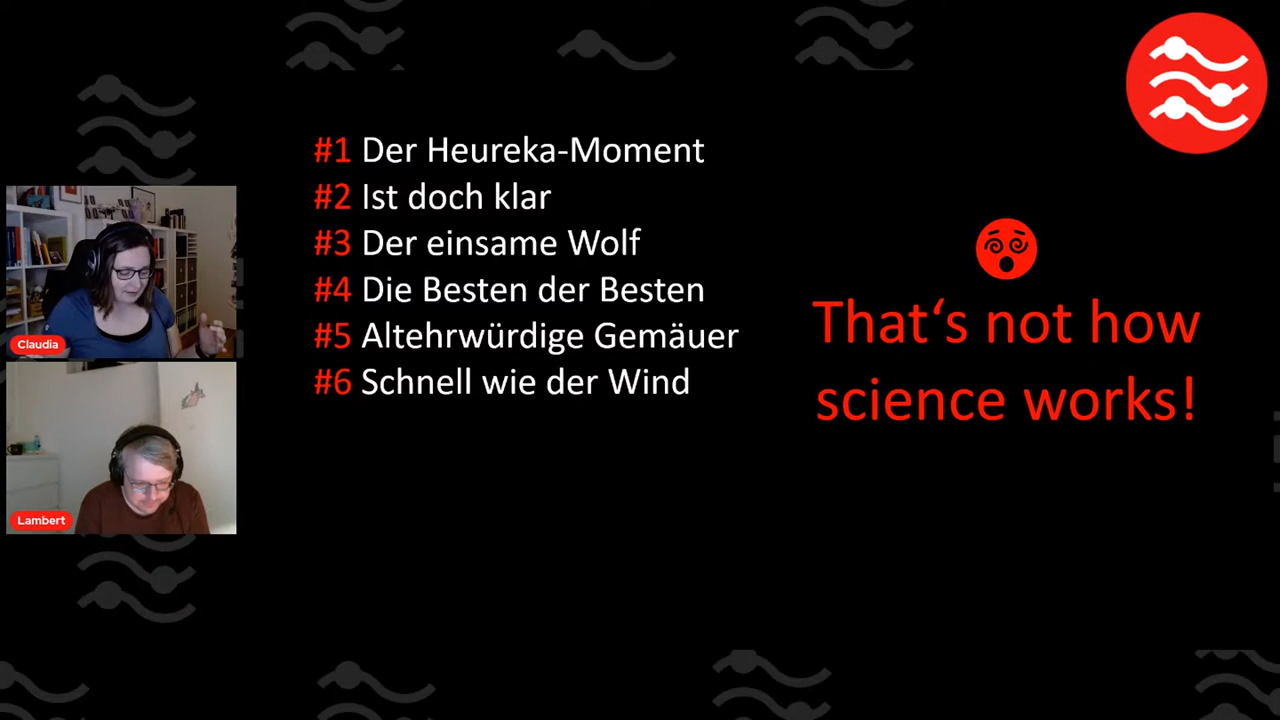 #1 Der Heureka-Moment
#2 Ist doch klar
#3 Der einsame Wolf
#4 Die Besten der Besten
#5 Altehrwürdige Gemäuer
#6 Schnell wie der Wind
That‘s not how
science works!
Claudia
Lambert